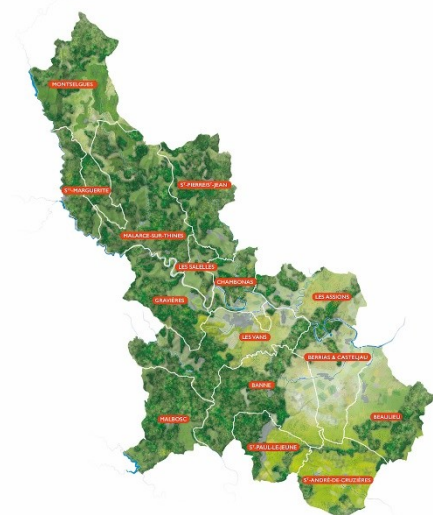 MONTSELGUES
STE-MARGUERITE
ST-PIERRE-ST-JEAN
MALARCE-SUR-THINES
LES SALELLES
CHAMBONAS
GRAVIÈRES
LES ASSIONS
LES VANS
BERRIAS & CASTELJAU
BANNE
MALBOSC
BEAULIEU
ST-PAUL-LE-JEUNE
ST-ANDRÉ-DE-CRUZIÈRES